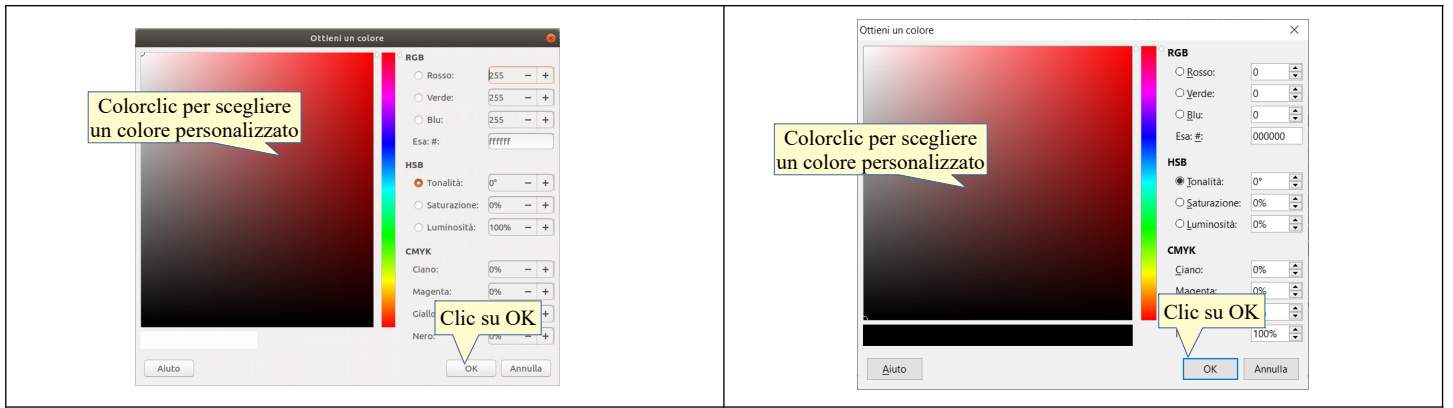 Ottieni un colore
RGB
Rosso: 255 − +
Verde: 255 − +
Blu: 255 − +
Esa: #: ffffff
HSB
Tonalità: 0° − +
Saturazione: 0% − +
Luminosità: 100% − +
CMYK
Ciano: 0% − +
Magenta: 0% − +
Giallo
Nero: 0% − +
Colorclic per scegliere
un colore personalizzato
Clic su OK
Aiuto
OK
Annulla
Ottieni un colore
RGB
Rosso: 0
Verde: 0
Blu: 0
Esa: #: 000000
HSB
Tonalità: 0°
Saturazione: 0%
Luminosità: 0%
CMYK
Ciano: 0%
Magenta: 0%
100%
Colorclic per scegliere
un colore personalizzato
Clic su OK
Aiuto
OK
Annulla